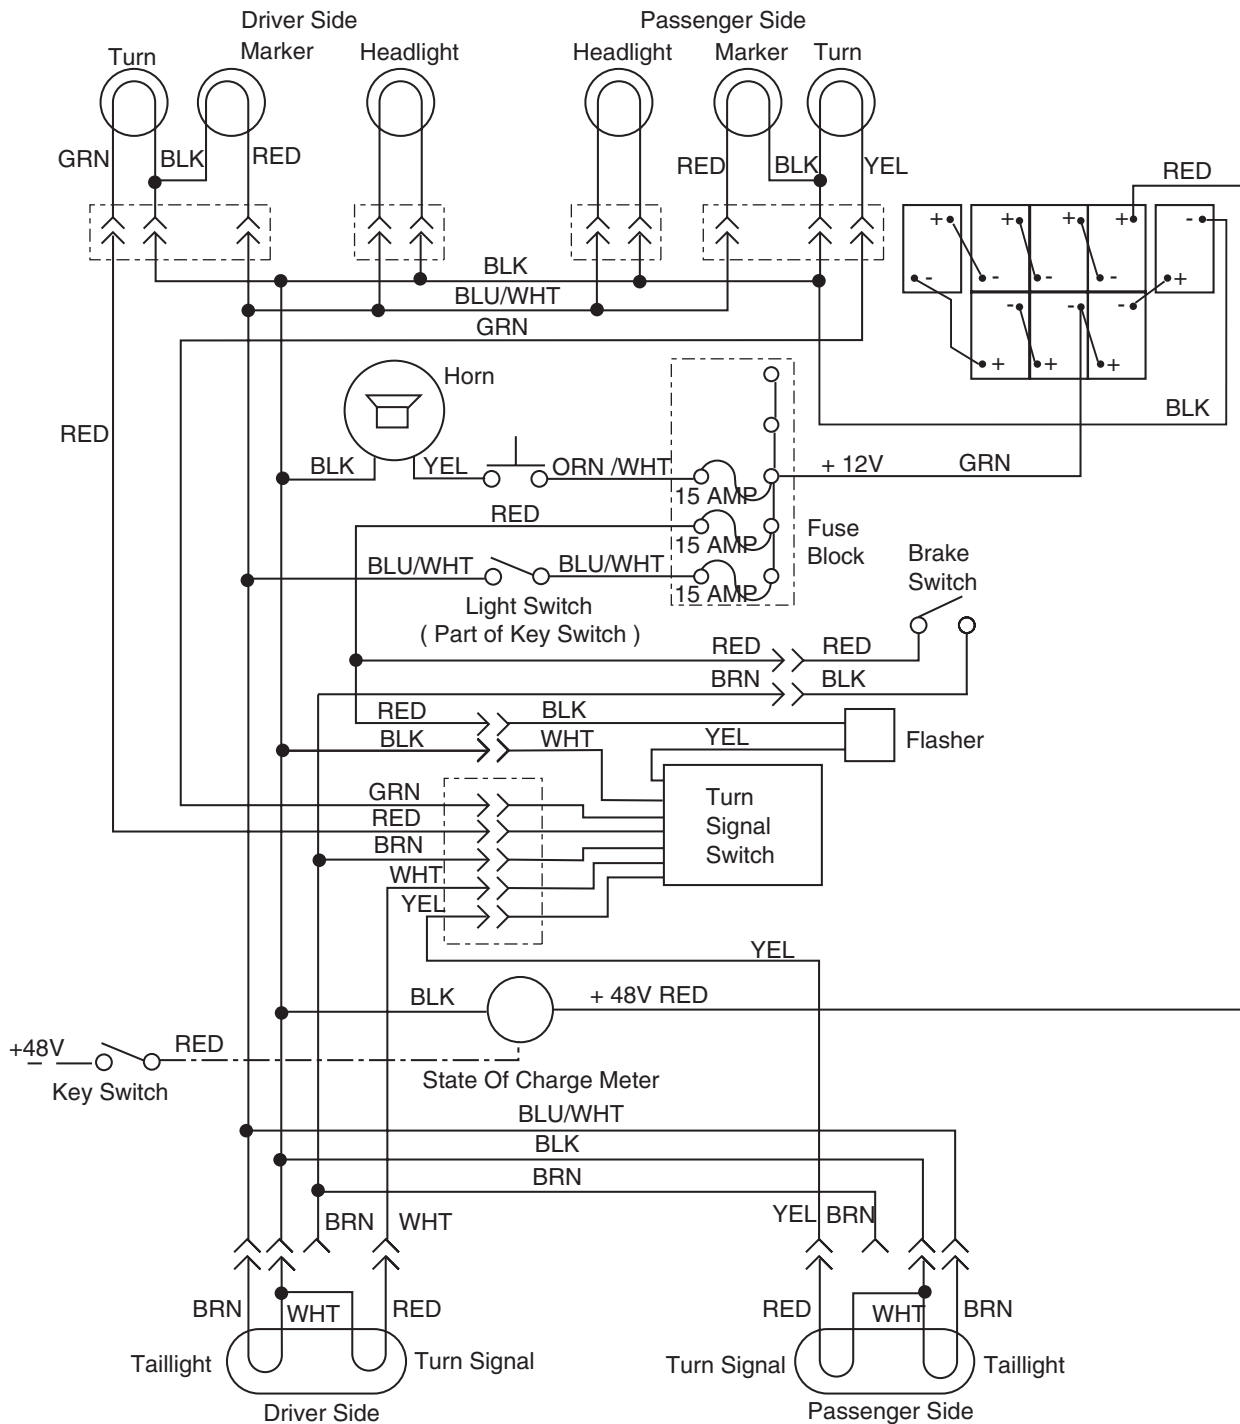 Driver Side
Passenger Side
Turn
Marker
Headlight
Headlight
Marker
Turn
GRN
BLK
RED
RED
BLK
YEL
RED
+
+
+
+
-
-
-
-
-
+
BLK
BLU/WHT
GRN
-
-
-
+
+
+
Horn
RED
BLK
BLK
YEL
ORN /WHT
+ 12V
GRN
15 AMP
RED
15 AMP
Fuse
Block
BLU/WHT
BLU/WHT
15 AMP
Brake
Switch
Light Switch
( Part of Key Switch )
RED
RED
BRN
BLK
RED
BLK
BLK
WHT
YEL
Flasher
GRN
RED
BRN
WHT
YEL
Turn
Signal
Switch
YEL
BLK
+ 48V RED
+48V
RED
Key Switch
State Of Charge Meter
BLU/WHT
BLK
BRN
BRN
WHT
YEL
BRN
BRN
WHT
RED
RED
WHT
BRN
Taillight
Turn Signal
Turn Signal
Taillight
Driver Side
Passenger Side